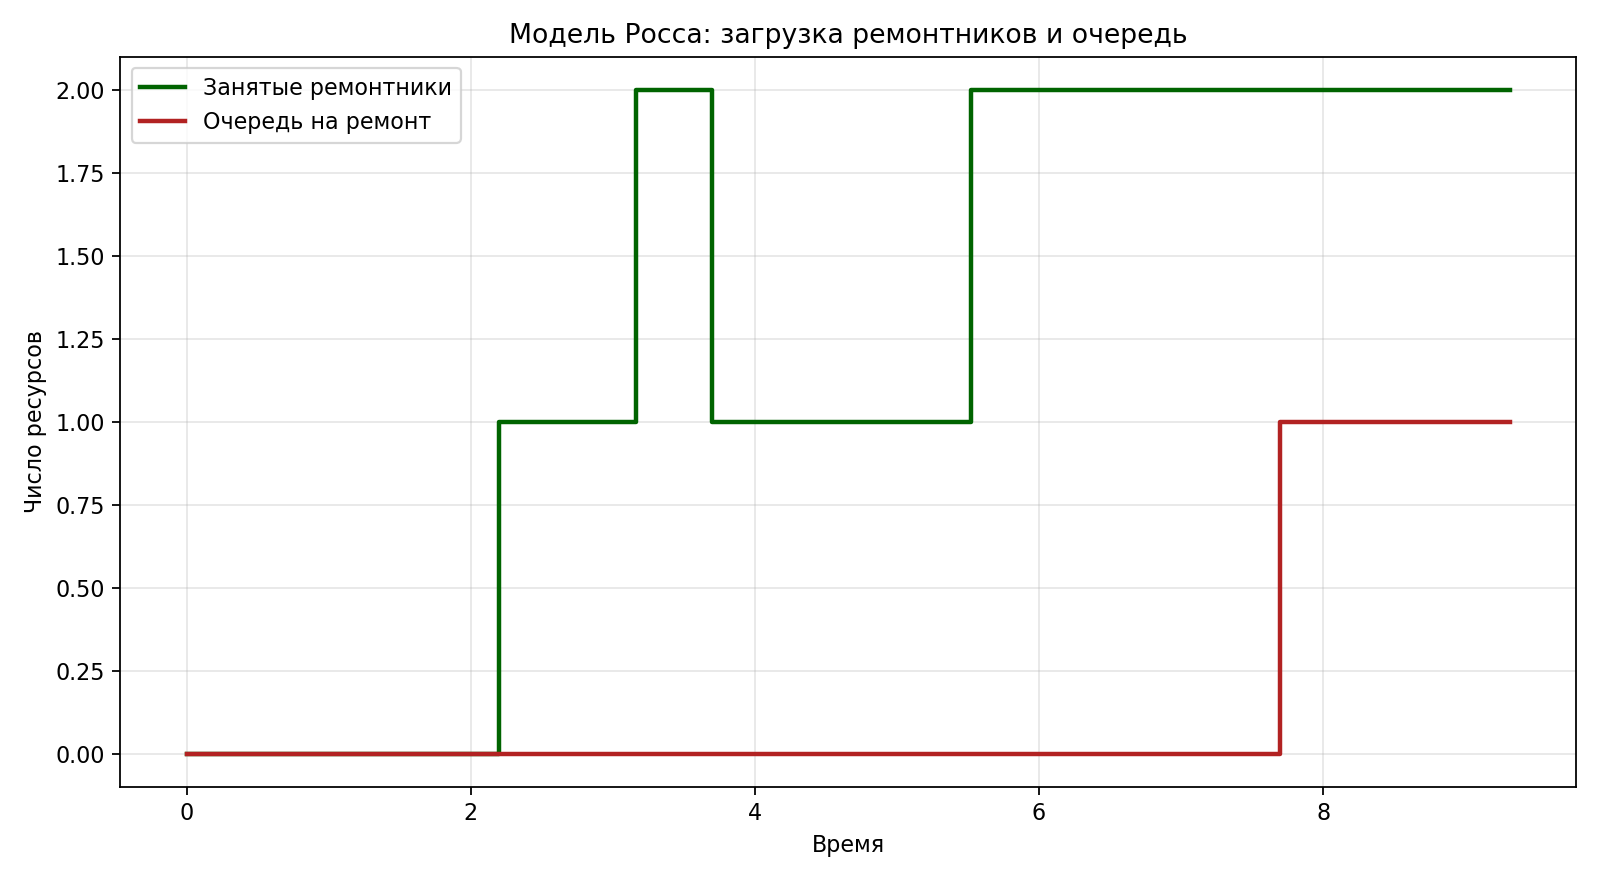 Модель Росса: загрузка ремонтников и очередь
Занятые ремонтники
Очередь на ремонт
Число ресурсов
2.00
1.75
1.50
1.25
1.00
0.75
0.50
0.25
0.00
0 2 4 6 8
Время